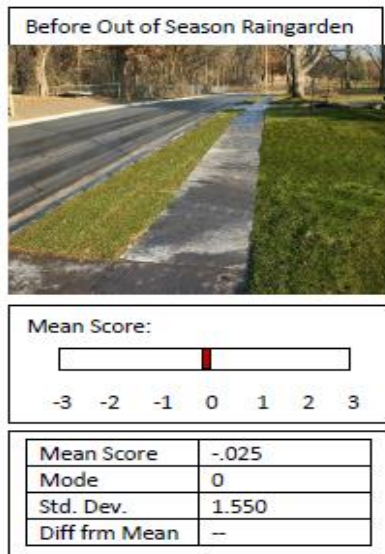 Before Out of Season Raingarden
Mean Score:
-3 -2 -1 0 1 2 3
Mean Score -.025
Mode 0
Std. Dev. 1.550
Diff frm Mean --